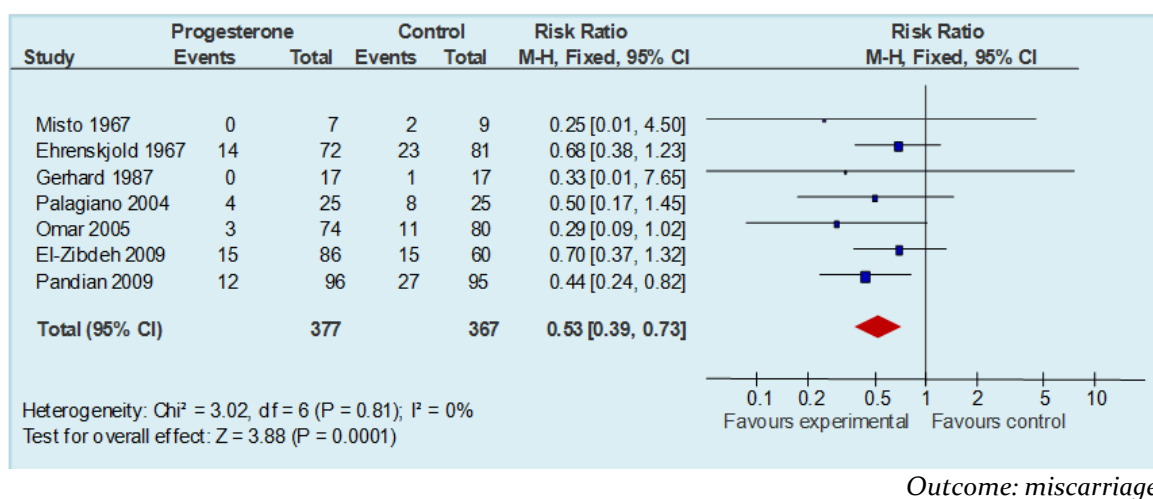 Progesterone Control Risk Ratio Risk Ratio
Study Events Total Events Total M-H, Fixed, 95% CI M-H, Fixed, 95% CI
Misto 1967 0 7 2 9 0.25 [0.01, 4.50]
Ehrenskjold 1967 14 72 23 81 0.68 [0.38, 1.23]
Gerhard 1987 0 17 1 17 0.33 [0.01, 7.65]
Palagiano 2004 4 25 8 25 0.50 [0.17, 1.45]
Omar 2005 3 74 11 80 0.29 [0.09, 1.02]
El-Zibdeh 2009 15 86 15 60 0.70 [0.37, 1.32]
Pandian 2009 12 96 27 95 0.44 [0.24, 0.82]
Total (95% CI) 377 367 0.53 [0.39, 0.73]
0.1 0.2 0.5 1 2 5 10
Heterogeneity: Chi² = 3.02, df = 6 (P = 0.81); I² = 0%
Favours experimental Favours control
Test for overall effect: Z = 3.88 (P = 0.0001)
Outcome: miscarriage